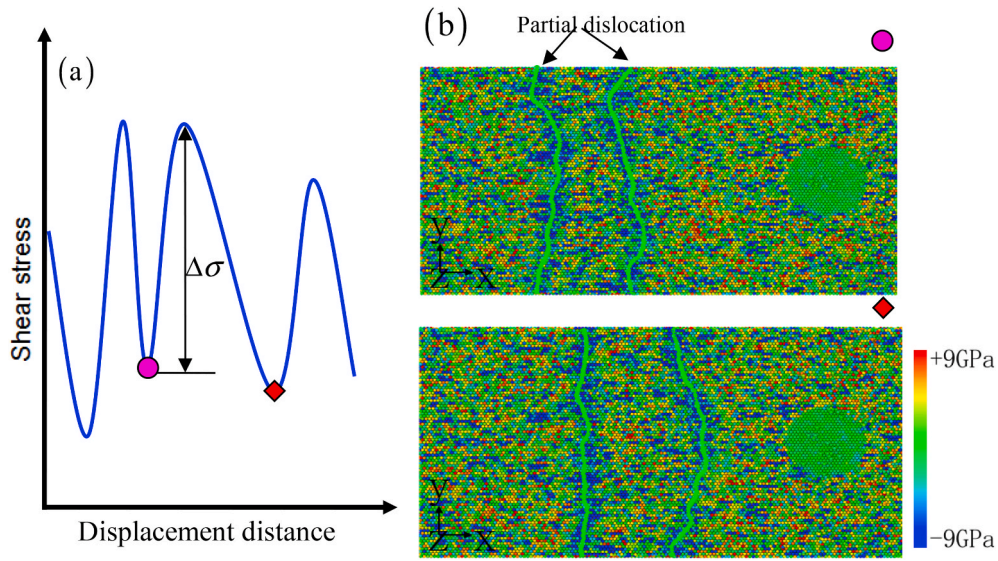 (a)
Shear stress
Δσ
Displacement distance
(b)
Partial dislocation
Y
Z X
Y
Z X
+9GPa
-9GPa